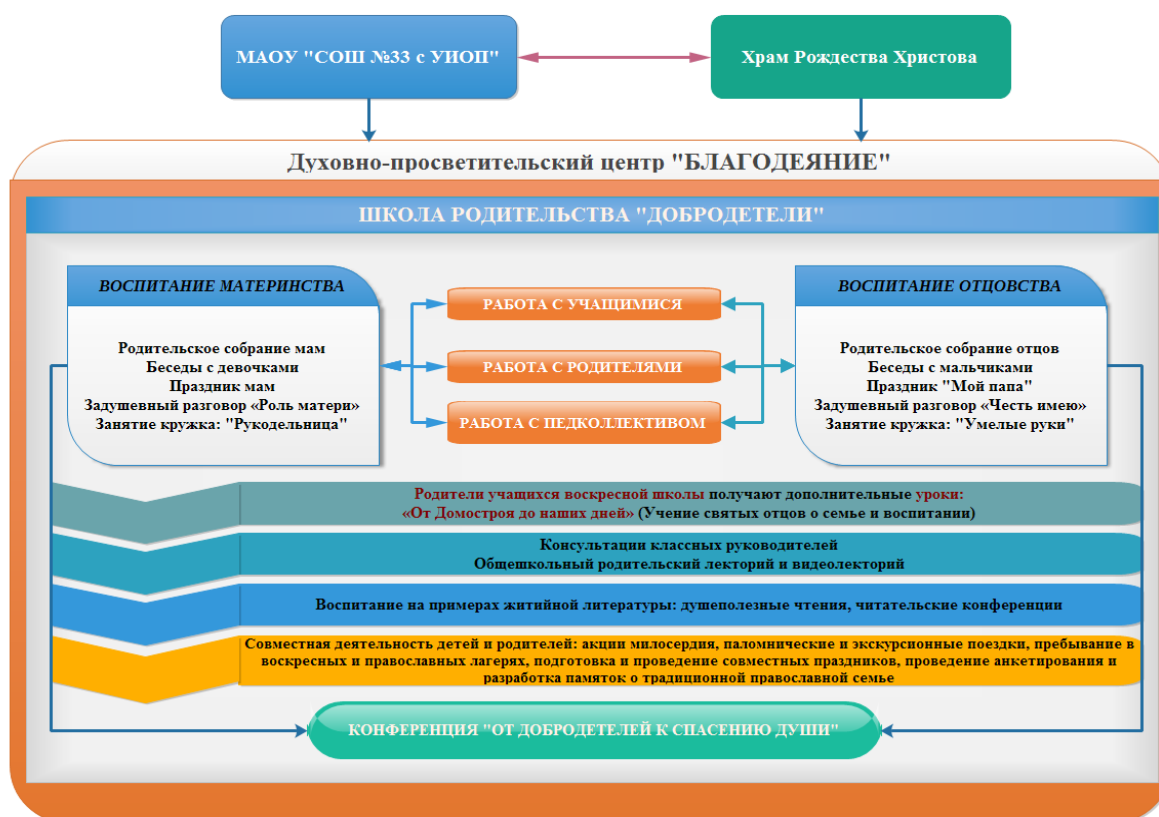 МАОУ "СОШ №33 с УИОП"
Храм Рождества Христова
Духовно-просветительский центр "БЛАГОДЕЯНИЕ"
ШКОЛА РОДИТЕЛЬСТВА "ДОБРОДЕТЕЛИ"
ВОСПИТАНИЕ МАТЕРИНСТВА
Родительское собрание мам
Беседы с девочками
Праздник мам
Задушевный разговор «Роль матери»
Занятие кружка: "Рукодельница"
РАБОТА С УЧАЩИМИСЯ
РАБОТА С РОДИТЕЛЯМИ
РАБОТА С ПЕДКОЛЛЕКТИВОМ
ВОСПИТАНИЕ ОТЦОВСТВА
Родительское собрание отцов
Беседы с мальчиками
Праздник "Мой папа"
Задушевный разговор «Честь имею»
Занятие кружка: "Умелые руки"
Родители учащихся воскресной школы получают дополнительные уроки:
«От Домостроя до наших дней» (Учение святых отцов о семье и воспитании)
Консультации классных руководителей
Общешкольный родительский лекторий и видеолекторий
Воспитание на примерах житийной литературы: душеполезные чтения, читательские конференции
Совместная деятельность детей и родителей: акции милосердия, паломнические и экскурсионные поездки, пребывание в
воскресных и православных лагерях, подготовка и проведение совместных праздников, проведение анкетирования и
разработка памяток о традиционной православной семье
КОНФЕРЕНЦИЯ "ОТ ДОБРОДЕТЕЛЕЙ К СПАСЕНИЮ ДУШИ"